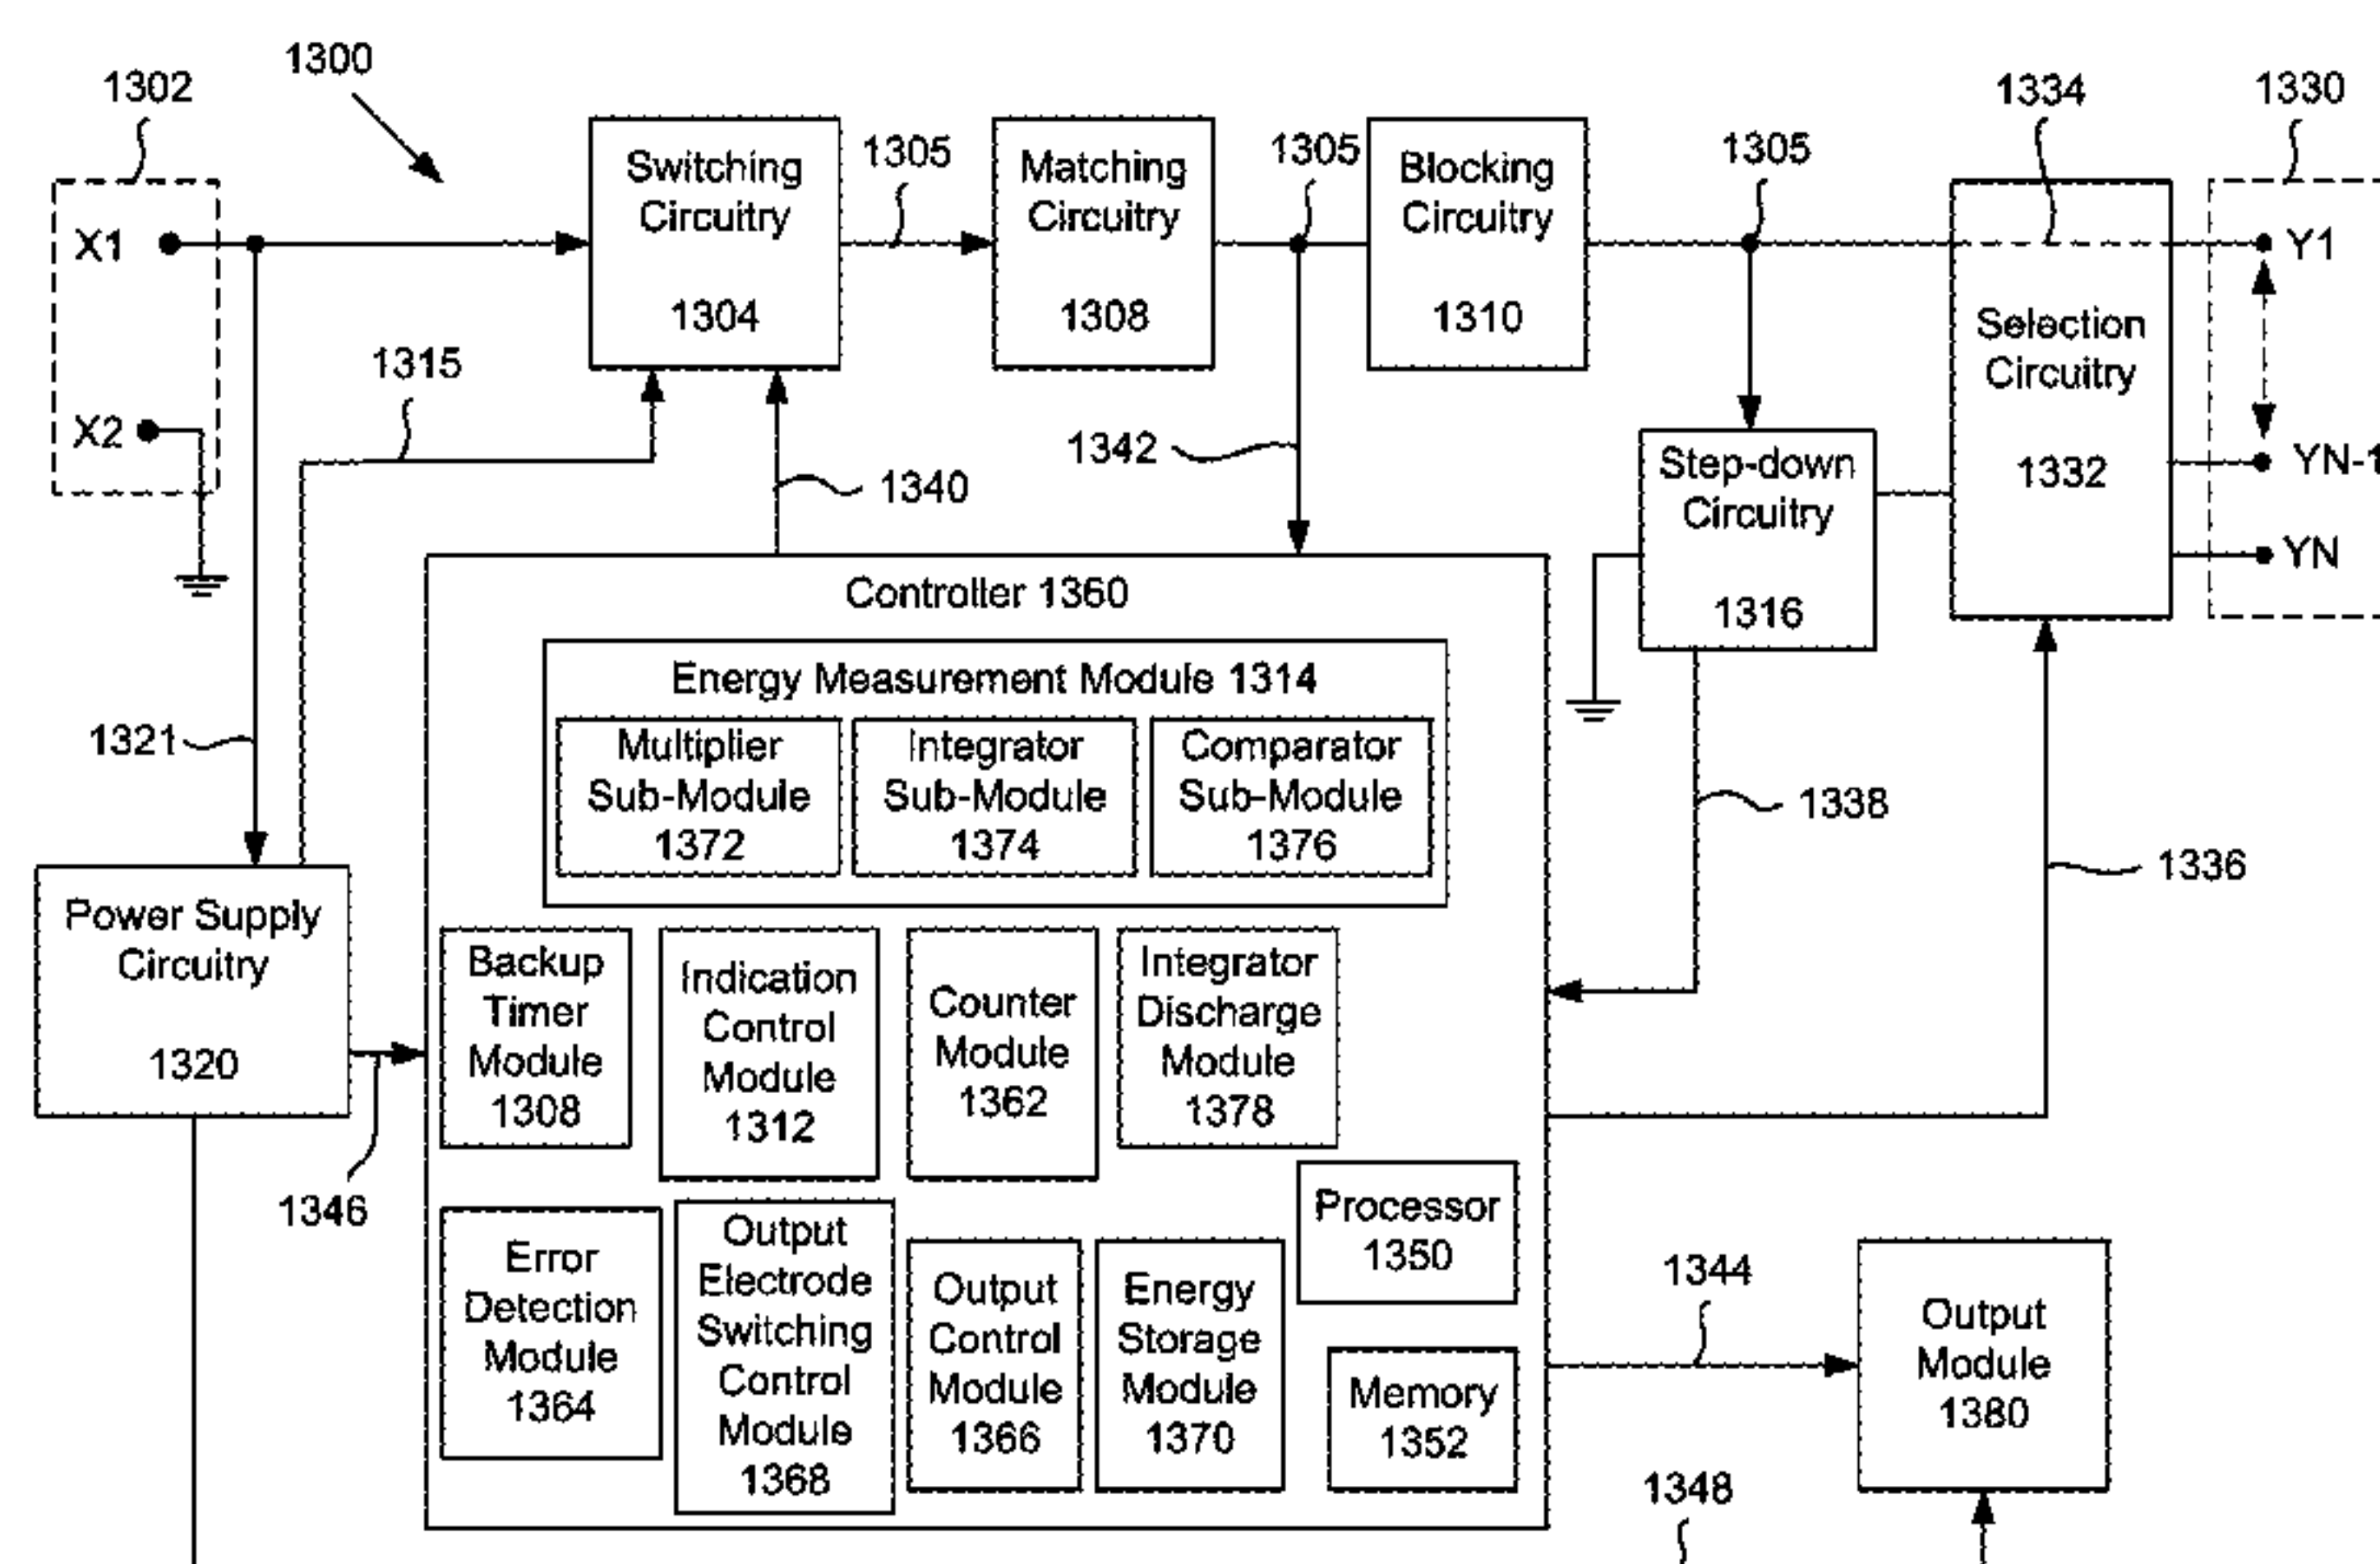 1300
1302
1334
1330
1305
1305
1305
Switching
Circuitry
1304
Matching
Circuitry
1308
Blocking
Circuitry
1310
X1
X2
Y1
YN-1
YN
Selection
Circuitry
1332
1315
1342
1340
Step-down
Circuitry
1316
1321
1338
1336
Controller 1360
Energy Measurement Module 1314
Multiplier
Sub-Module
1372
Integrator
Sub-Module
1374
Comparator
Sub-Module
1376
Power Supply
Circuitry
1320
1346
Backup
Timer
Module
1308
Indication
Control
Module
1312
Counter
Module
1362
Integrator
Discharge
Module
1378
Processor
1350
Error
Detection
Module
1364
Output
Electrode
Switching
Control
Module
1368
Output
Control
Module
1366
Energy
Storage
Module
1370
Memory
1352
1344
Output
Module
1380
1348